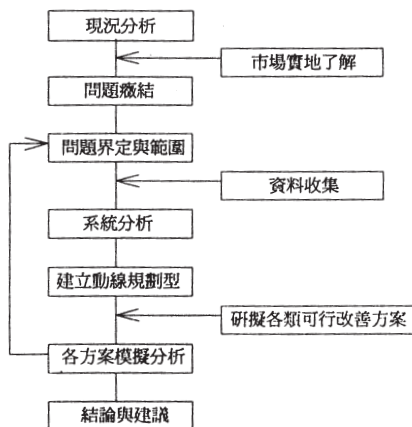 現況分析
市場實地了解
問題癥結
問題界定與範圍
資料收集
系統分析
建立動線規劃型
研擬各類可行改善方案
各方案模擬分析
結論與建議